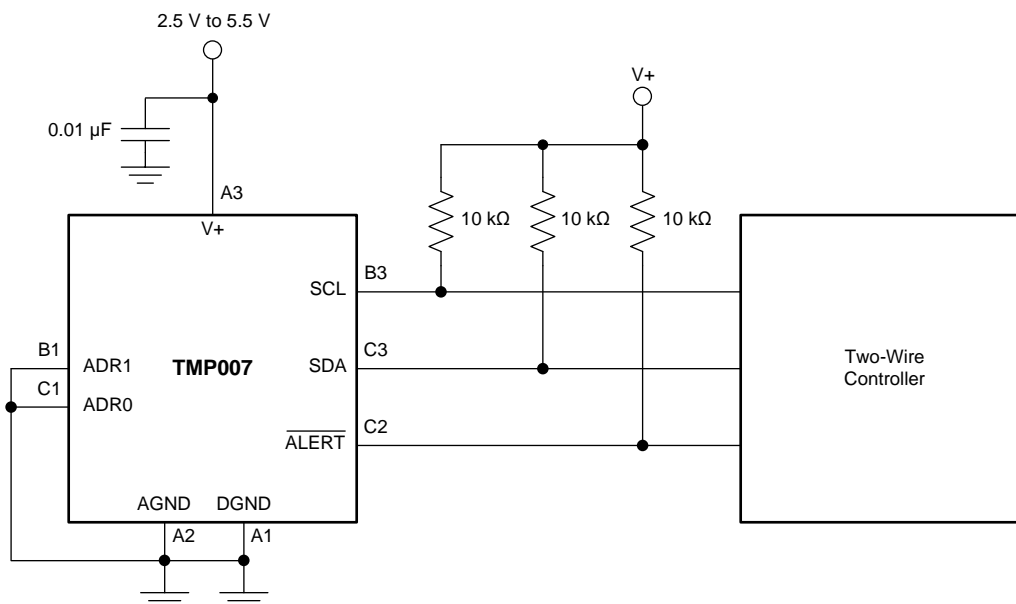 2.5 V to 5.5 V
V+
0.01 µF
A3
V+
10 kΩ
10 kΩ
10 kΩ
B3
SCL
B1
ADR1
TMP007
SDA
C3
Two-Wire
Controller
C1
ADR0
C2
ALERT
AGND
DGND
A2
A1